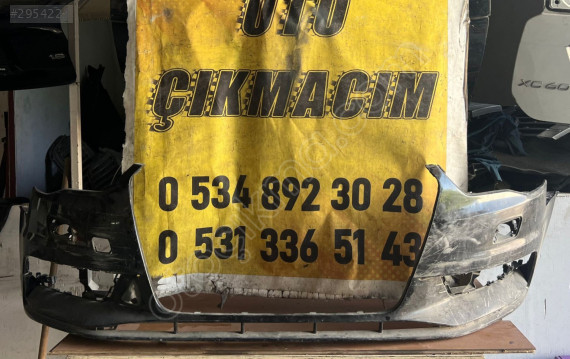 #295422
OTO
ÇIKMACIM
0 534 892 30 28
0 531 336 51 43
XC60